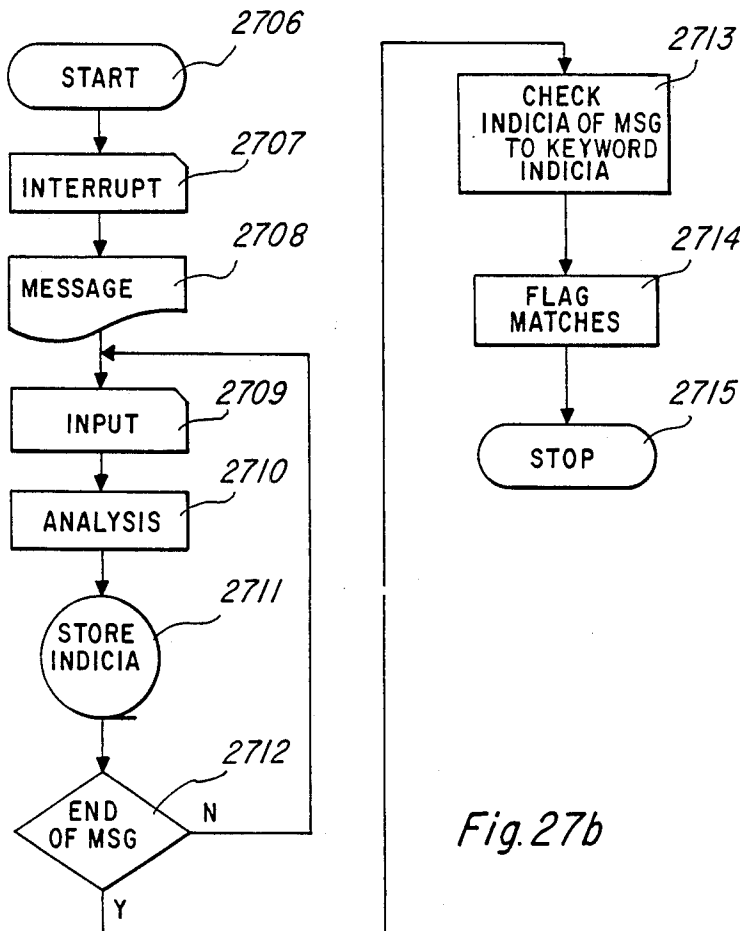 2706
START
2707
INTERRUPT
2708
MESSAGE
2709
INPUT
2710
ANALYSIS
2711
STORE
INDICIA
2712
END
OF MSG
N
Y
2713
CHECK
INDICIA OF MSG
TO KEYWORD
INDICIA
2714
FLAG
MATCHES
2715
STOP
Fig. 27b